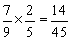 7/9 × 2/5 = 14/45